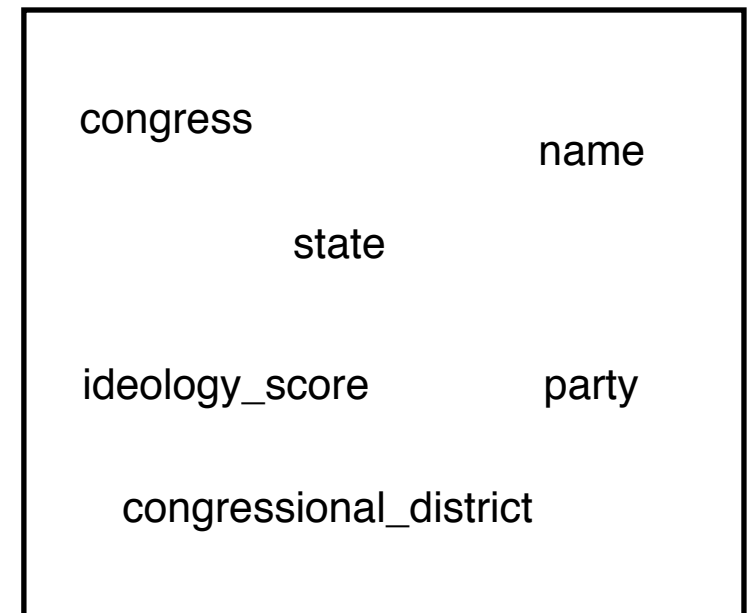 congress
name
state
ideology_score
party
congressional_district